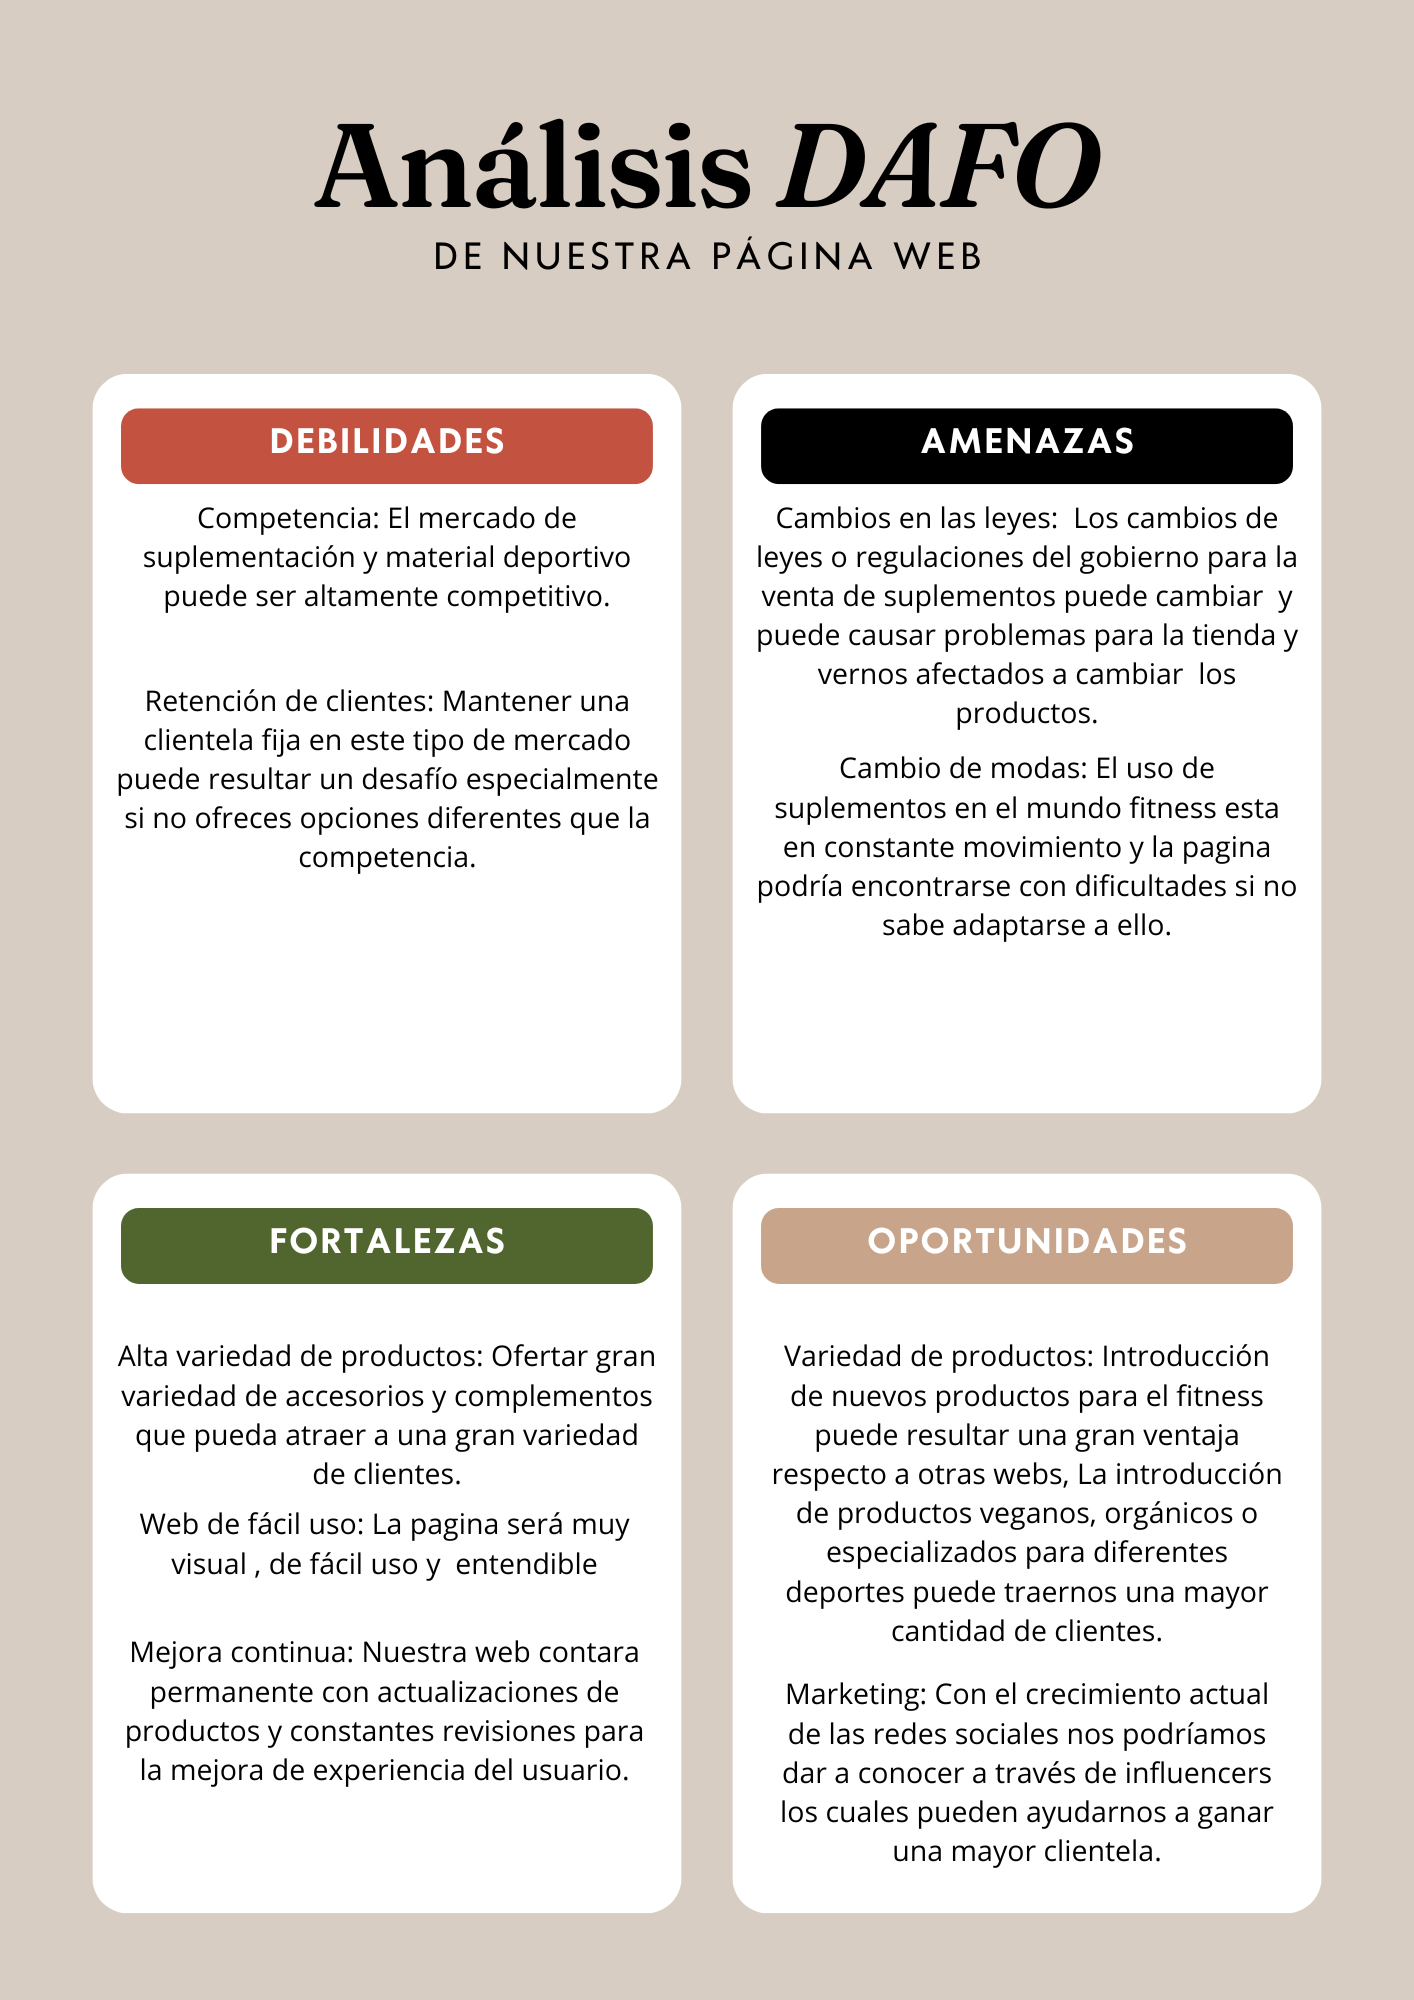 Análisis DAFO
DE NUESTRA PÁGINA WEB
DEBILIDADES
Competencia: El mercado de
suplementación y material deportivo
puede ser altamente competitivo.
Retención de clientes: Mantener una
clientela fija en este tipo de mercado
puede resultar un desafío especialmente
si no ofreces opciones diferentes que la
competencia.
AMENAZAS
Cambios en las leyes:  Los cambios de
leyes o regulaciones del gobierno para la
venta de suplementos puede cambiar  y
puede causar problemas para la tienda y
vernos afectados a cambiar  los
productos.
Cambio de modas: El uso de
suplementos en el mundo fitness esta
en constante movimiento y la pagina
podría encontrarse con dificultades si no
sabe adaptarse a ello.
FORTALEZAS
Alta variedad de productos: Ofertar gran
variedad de accesorios y complementos
que pueda atraer a una gran variedad
de clientes.
Web de fácil uso: La pagina será muy
visual , de fácil uso y  entendible
Mejora continua: Nuestra web contara
permanente con actualizaciones de
productos y constantes revisiones para
la mejora de experiencia del usuario.
OPORTUNIDADES
Variedad de productos: Introducción
de nuevos productos para el fitness
puede resultar una gran ventaja
respecto a otras webs, La introducción
de productos veganos, orgánicos o
especializados para diferentes
deportes puede traernos una mayor
cantidad de clientes.
Marketing: Con el crecimiento actual
de las redes sociales nos podríamos
dar a conocer a través de influencers
los cuales pueden ayudarnos a ganar
una mayor clientela.